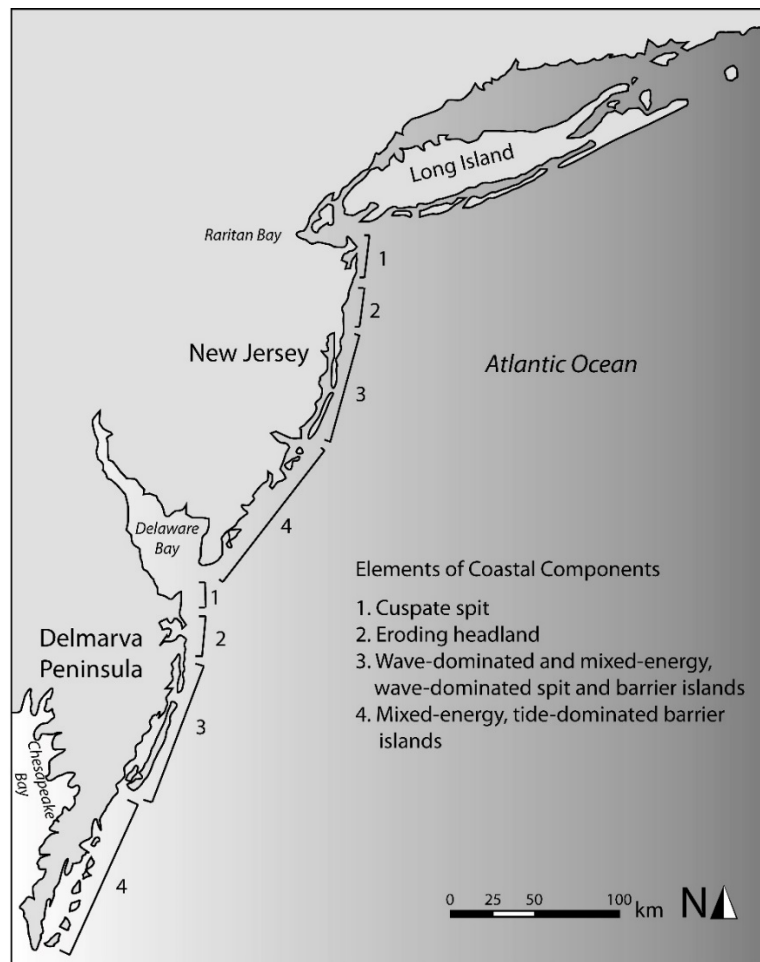 Long Island
Raritan Bay
1
2
New Jersey
Atlantic Ocean
3
Delaware
Bay
4
Elements of Coastal Components
1. Cuspate spit
2. Eroding headland
3. Wave-dominated and mixed-energy,
wave-dominated spit and barrier islands
4. Mixed-energy, tide-dominated barrier
islands
1
Delmarva
Peninsula
2
3
Chesapeake
Bay
4
0 25 50 100 km
N